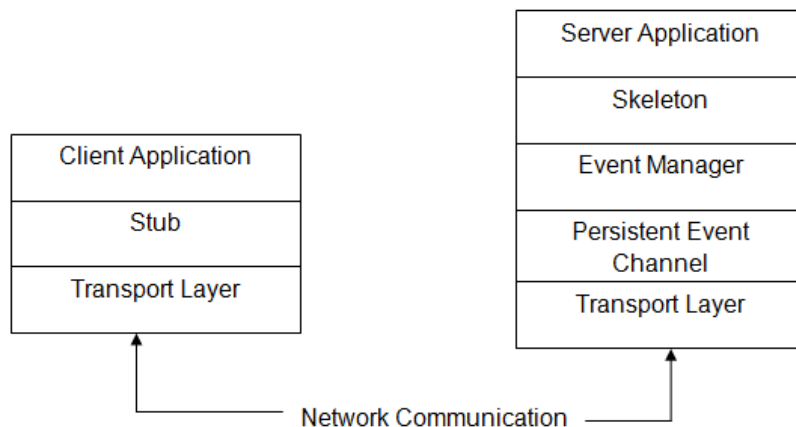 Client Application
Stub
Transport Layer
Server Application
Skeleton
Event Manager
Persistent Event
Channel
Transport Layer
Network Communication